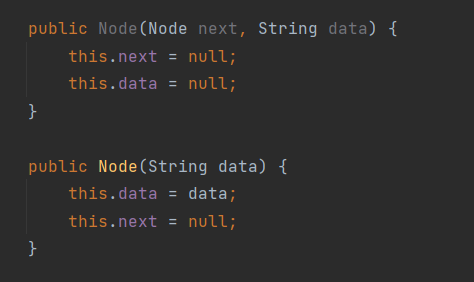 public Node(Node next, String data) {
    this.next = null;
    this.data = null;
}
public Node(String data) {
    this.data = data;
    this.next = null;
}